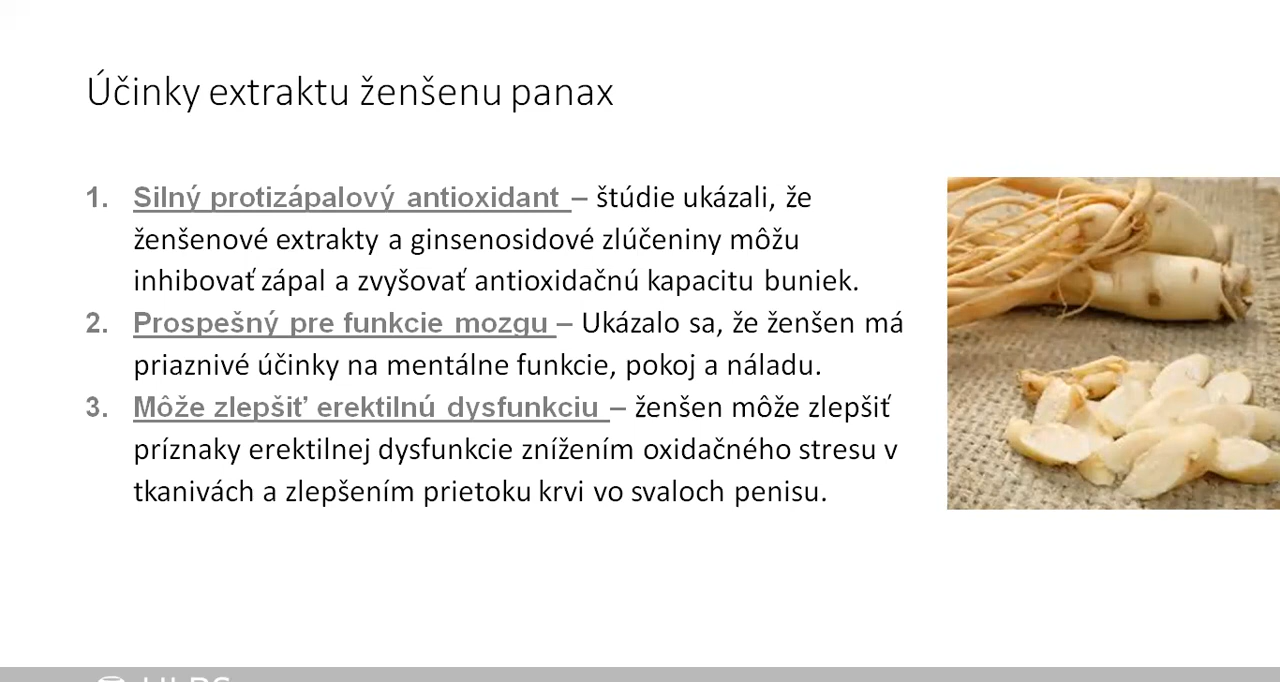 Účinky extraktu ženšenu panax
1. Silný protizápalový antioxidant – štúdie ukázali, že
ženšenové extrakty a ginsenosidové zlúčeniny môžu
inhibovať zápal a zvyšovať antioxidačnú kapacitu buniek.
2. Prospešný pre funkcie mozgu – Ukázalo sa, že ženšen má
priaznivé účinky na mentálne funkcie, pokoj a náladu.
3. Môže zlepšiť erektilnú dysfunkciu – ženšen môže zlepšiť
príznaky erektilnej dysfunkcie znížením oxidačného stresu v
tkanivách a zlepšením prietoku krvi vo svaloch penisu.